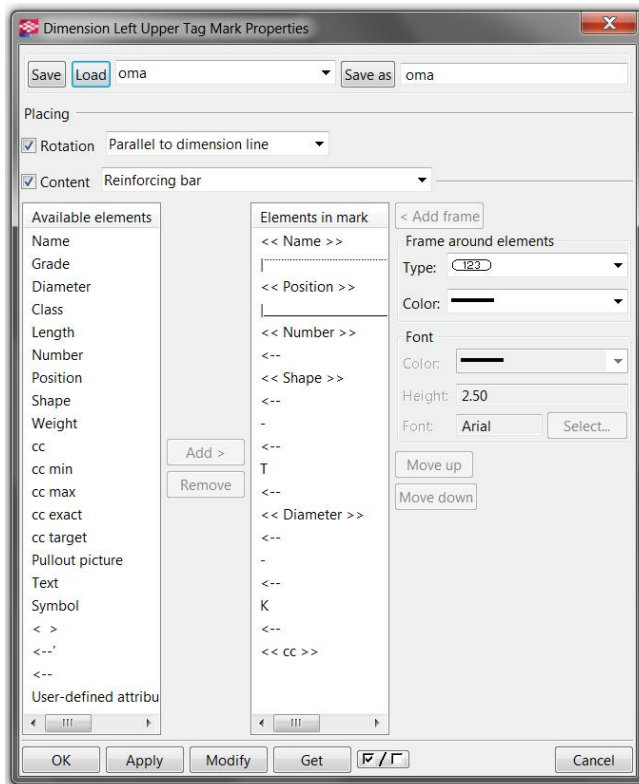 Dimension Left Upper Tag Mark Properties
Save Load oma Save as oma
Placing
Rotation Parallel to dimension line
Content Reinforcing bar
Available elements
Name
Grade
Diameter
Class
Length
Number
Position
Shape
Weight
cc
cc min
cc max
cc exact
cc target
Pullout picture
Text
Symbol
< >
<--'
<--
User-defined attribu
Add >
Remove
Elements in mark
<< Name >>
<< Position >>
<< Number >>
<--
<< Shape >>
<--
-
<--
T
<--
<< Diameter >>
<--
-
<--
K
<--
<< cc >>
< Add frame
Frame around elements
Type: 123
Color:
Font
Color:
Height: 2.50
Font: Arial Select...
Move up
Move down
OK Apply Modify Get / Cancel